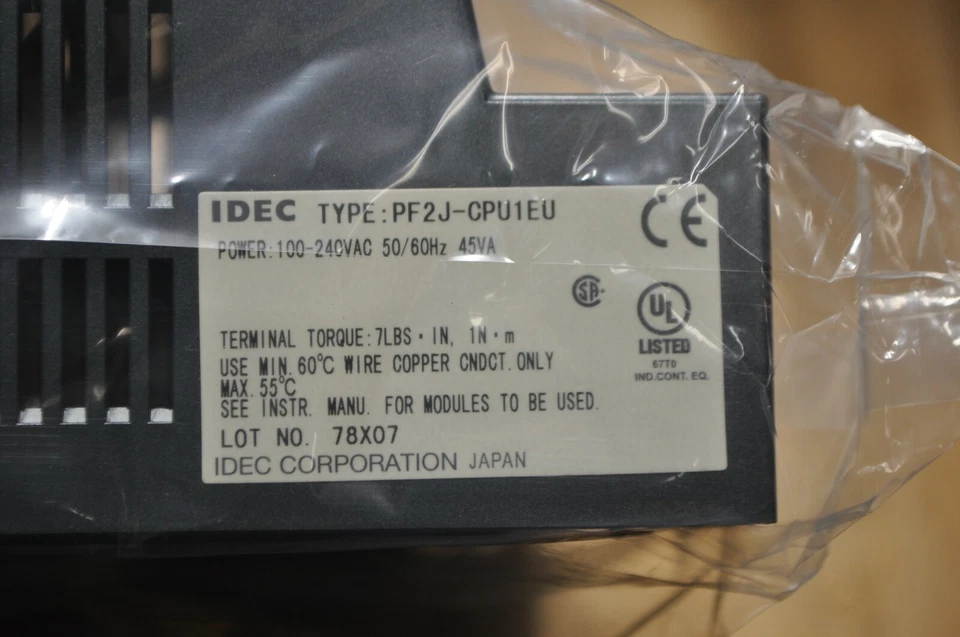 IDEC TYPE:PF2J-CPU1EU
CE
POWER:100-240VAC 50/60Hz 45VA
SA
UL
LISTED
67T0
IND.CONT. EQ.
TERMINAL TORQUE:7LBS·IN, 1N·m
USE MIN. 60°C WIRE COPPER CNDCT. ONLY
MAX. 55°C
SEE INSTR. MANU. FOR MODULES TO BE USED.
LOT NO. 78X07
IDEC CORPORATION JAPAN